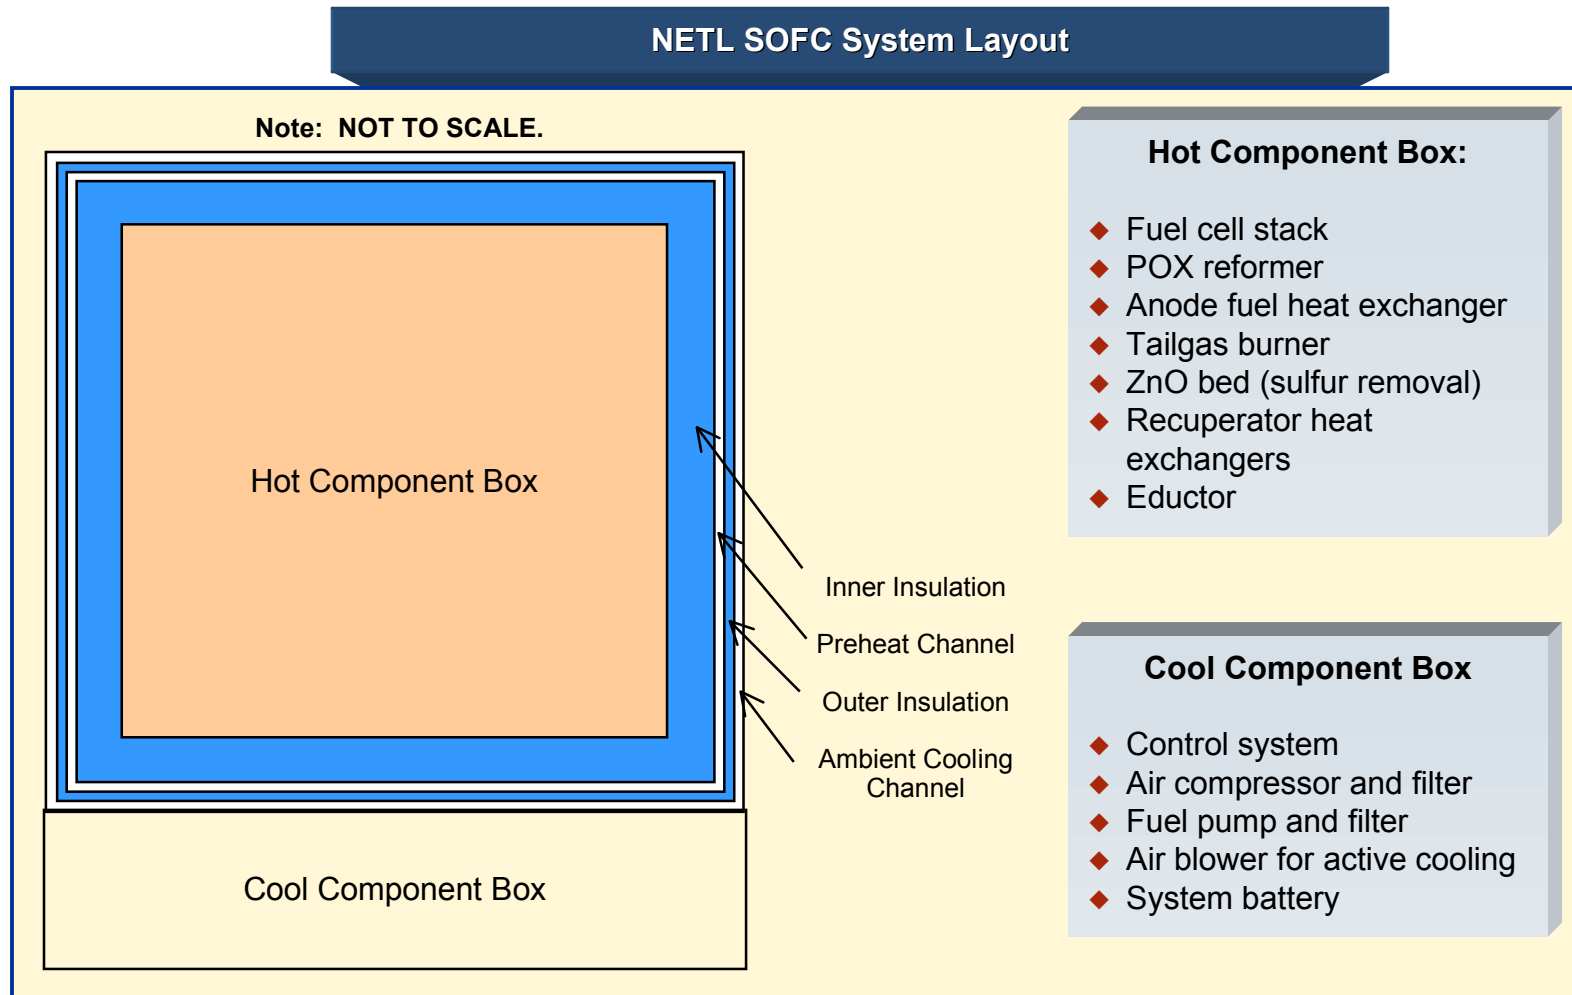 NETL SOFC System Layout
Note:  NOT TO SCALE.
Hot Component Box
Inner Insulation
Preheat Channel
Outer Insulation
Ambient Cooling
Channel
Cool Component Box
Hot Component Box:
Fuel cell stack
POX reformer
Anode fuel heat exchanger
Tailgas burner
ZnO bed (sulfur removal)
Recuperator heat
exchangers
Eductor
Cool Component Box
Control system
Air compressor and filter
Fuel pump and filter
Air blower for active cooling
System battery